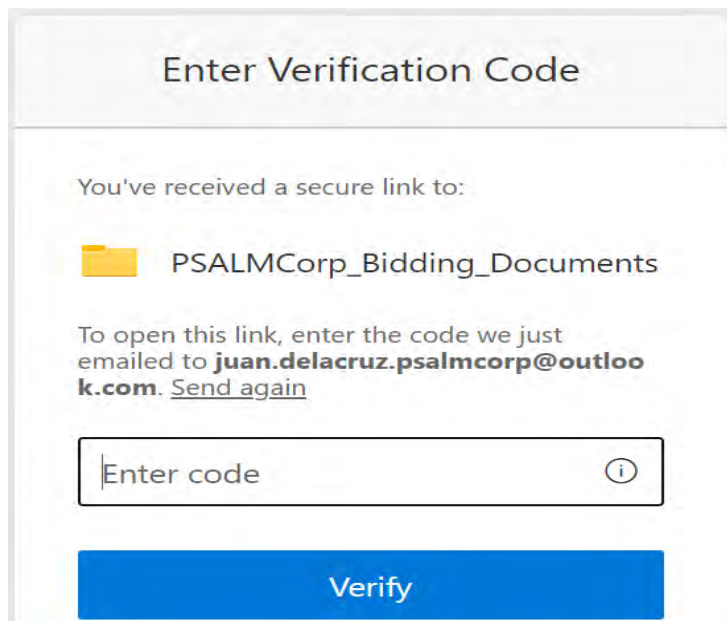 Enter Verification Code
You've received a secure link to:
PSALMCorp_Bidding_Documents
To open this link, enter the code we just
emailed to juan.delacruz.psalmcorp@outloo
k.com. Send again
Enter code
Verify